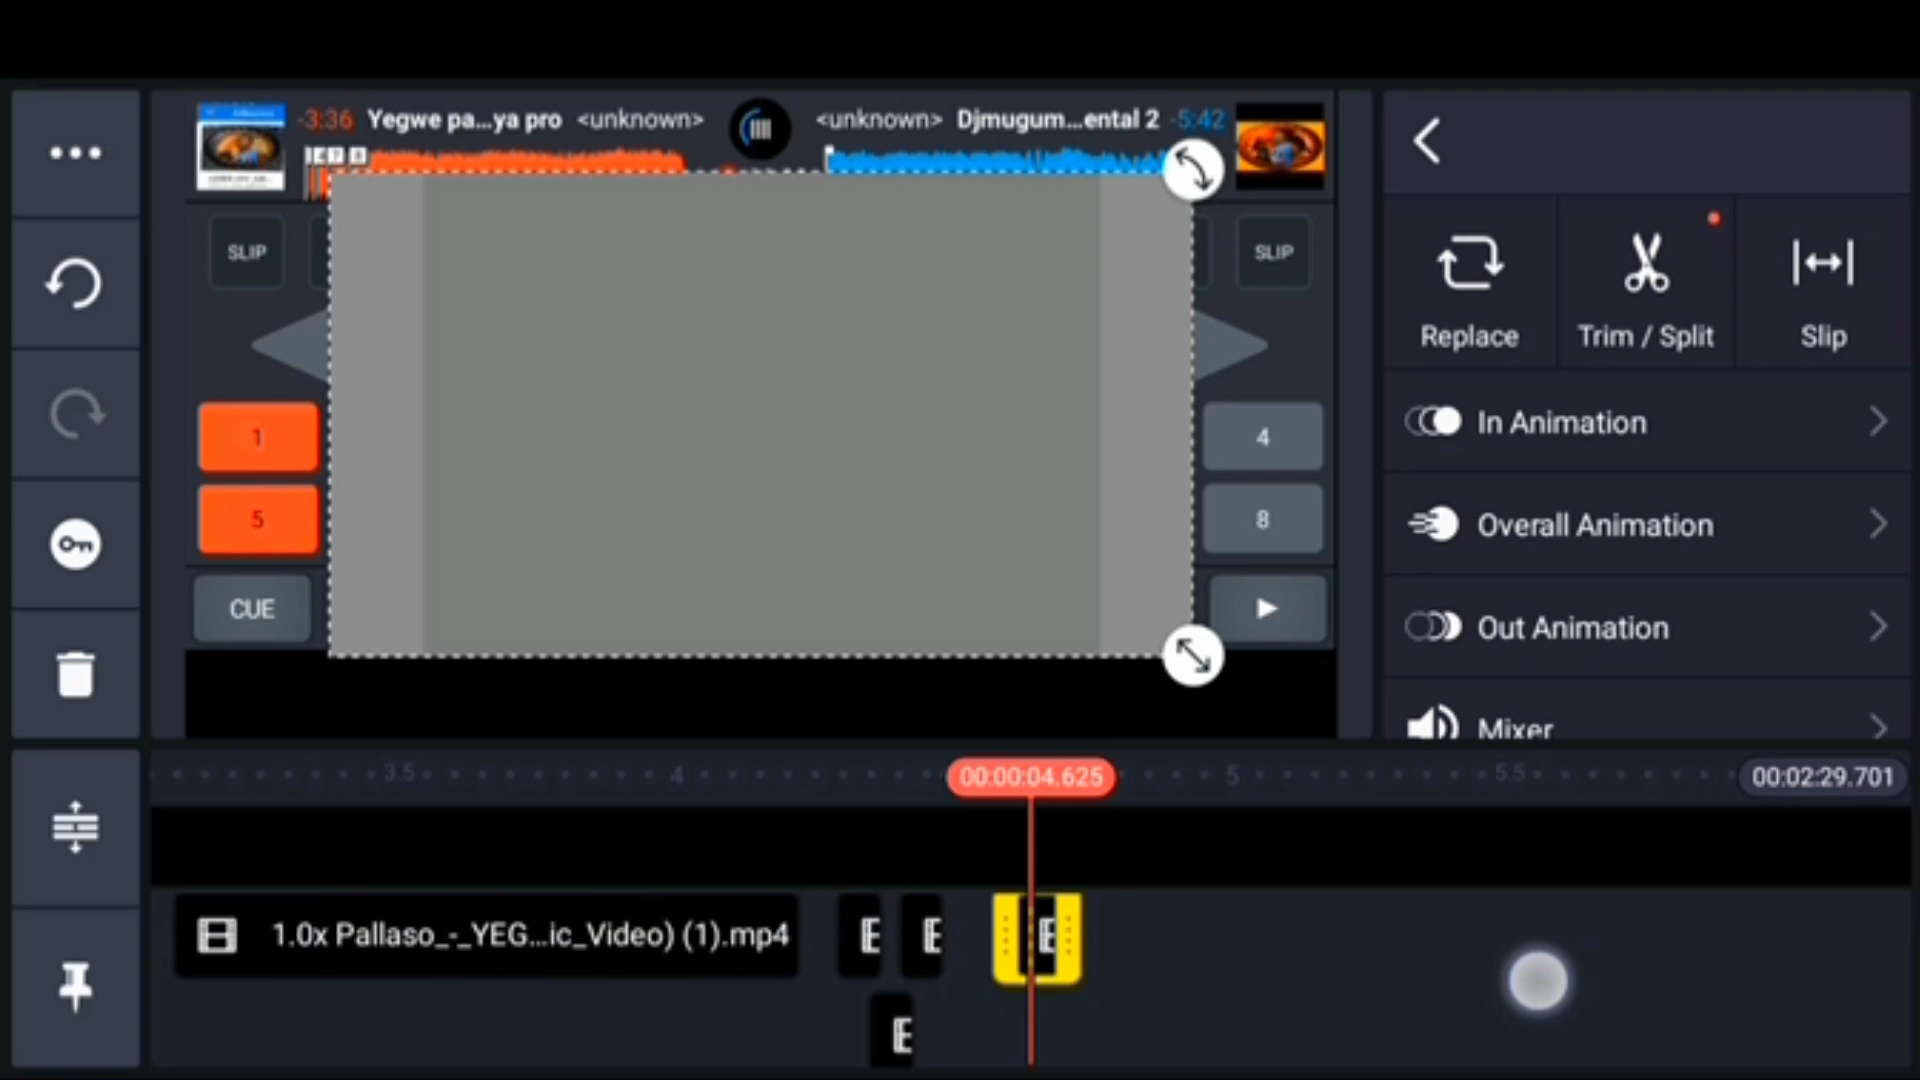 -3:36 Yegwe pa...ya pro <unknown>
<unknown> Djmugum...ental 2 -5:42
SLIP
SLIP
1
4
5
8
CUE
Replace
Trim / Split
Slip
In Animation
Overall Animation
Out Animation
Mixer
3.5
4
00:00:04.625
5
5.5
00:02:29.701
1.0x Pallaso_-_YEG...ic_Video) (1).mp4